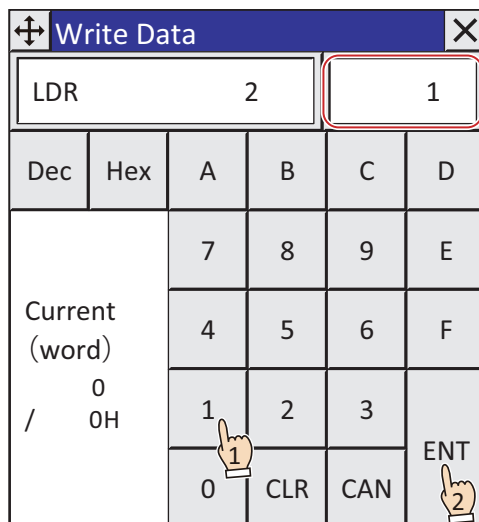 Write Data
LDR 2 1
Dec Hex A B C D
7 8 9 E
Current
（word）
4 5 6 F
0
/ 0H
1 2 3
1
ENT
0 CLR CAN
2